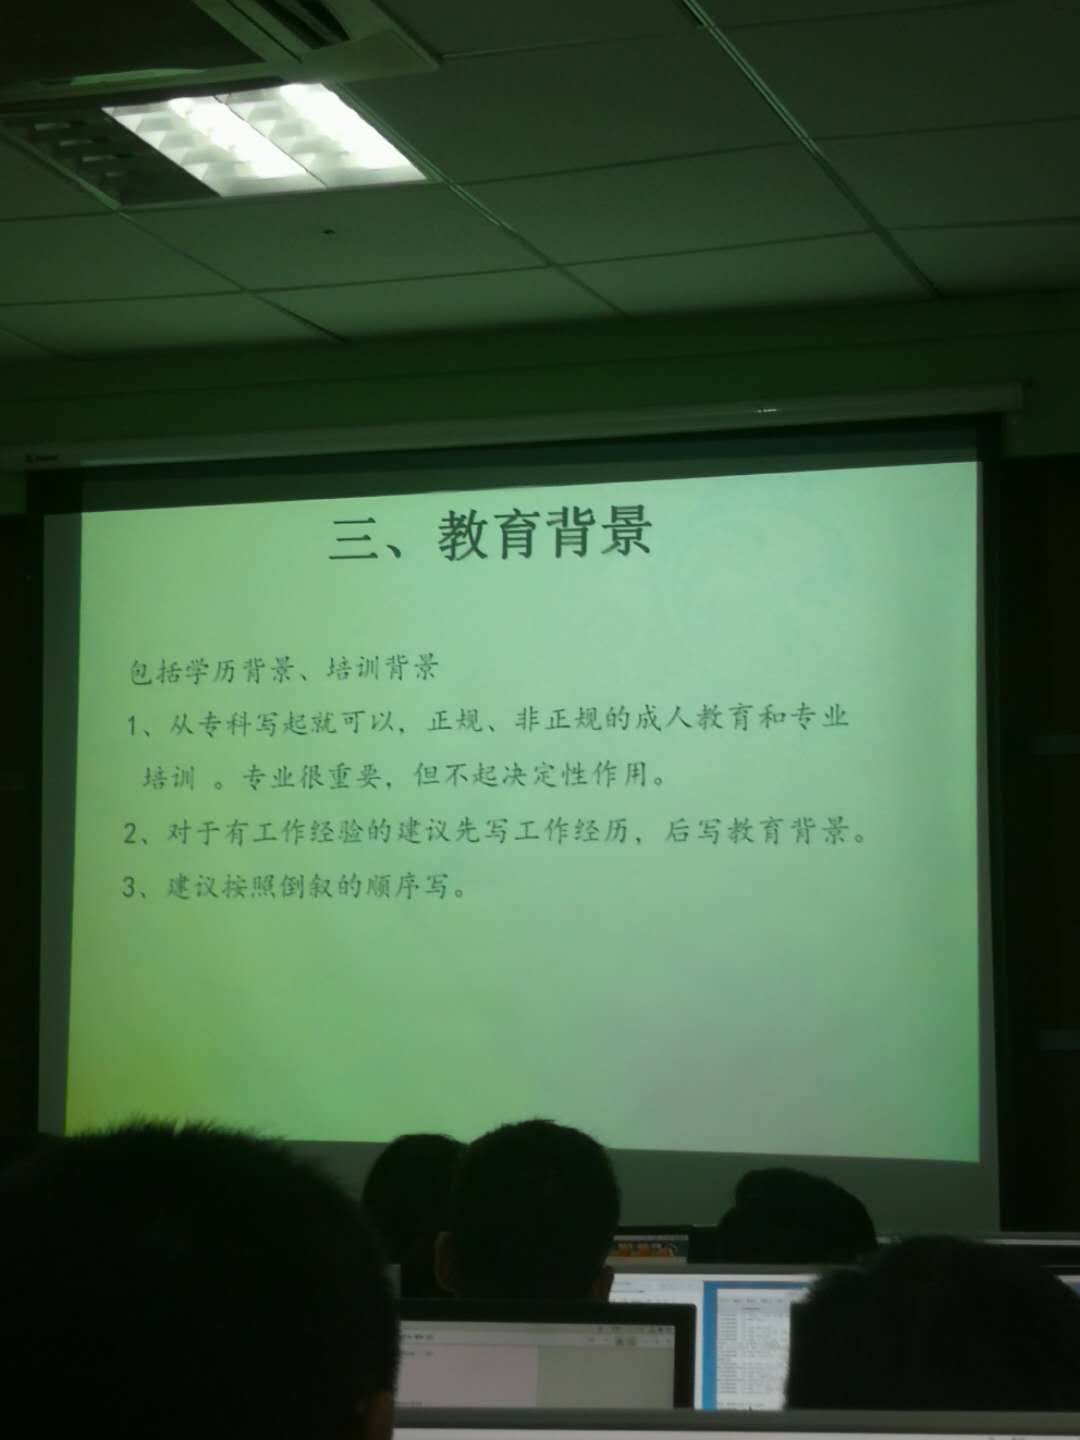 三、教育背景
包括学历背景、培训背景
1、从专科写起就可以，正规、非正规的成人教育和专业
培训 。专业很重要，但不起决定性作用。
2、对于有工作经验的建议先写工作经历，后写教育背景。
3、建议按照倒叙的顺序写。